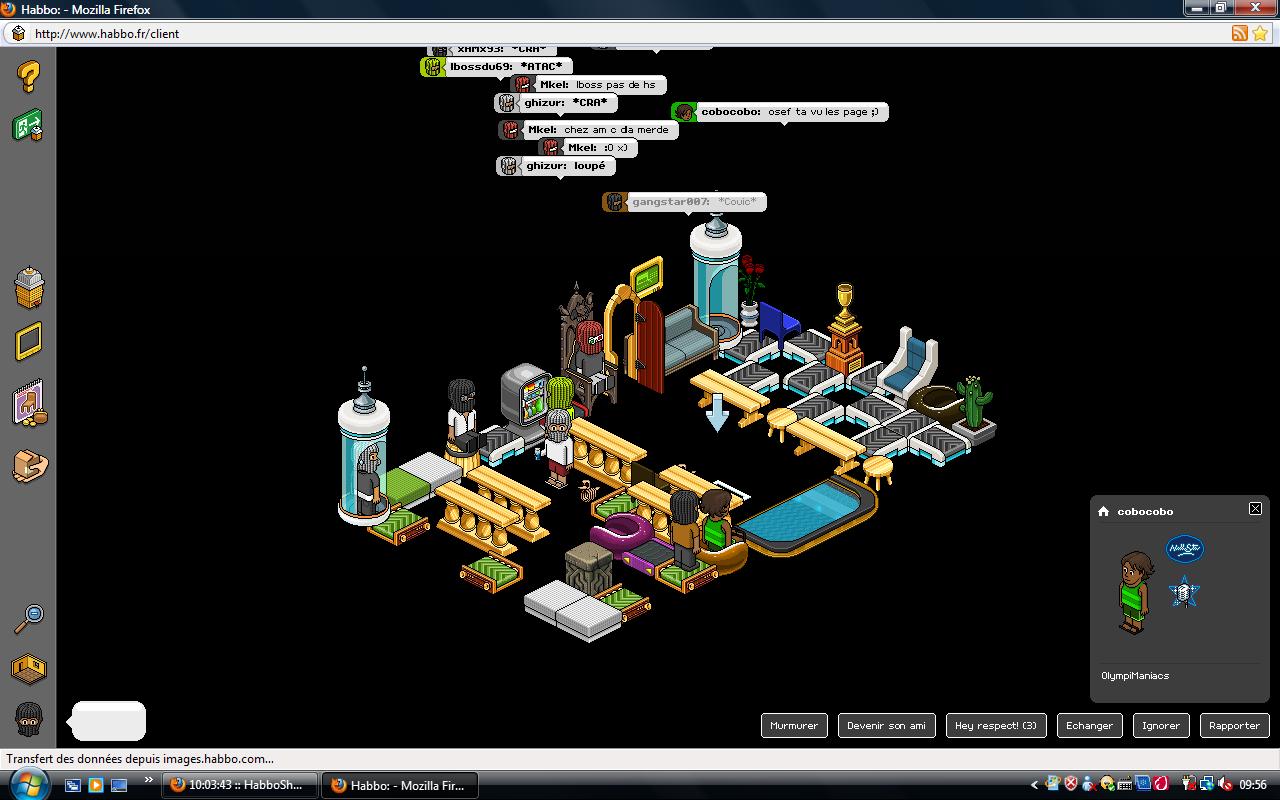 Habbo: - Mozilla Firefox
http://www.habbo.fr/client
xAMx93: *CRA*
lbossdu69: *ATAC*
Mkel: lboss pas de hs
ghizur: *CRA*
cobocobo: osef ta vu les page ;)
Mkel: chez am c dla merde
Mkel: :O x)
ghizur: loupé
gangstar007: *Couic*
cobocobo
OlympiManiacs
Murmurer
Devenir son ami
Hey respect! (3)
Echanger
Ignorer
Rapporter
Transfert des données depuis images.habbo.com...
10:03:43 :: HabboSh...
Habbo: - Mozilla Fir...
09:56